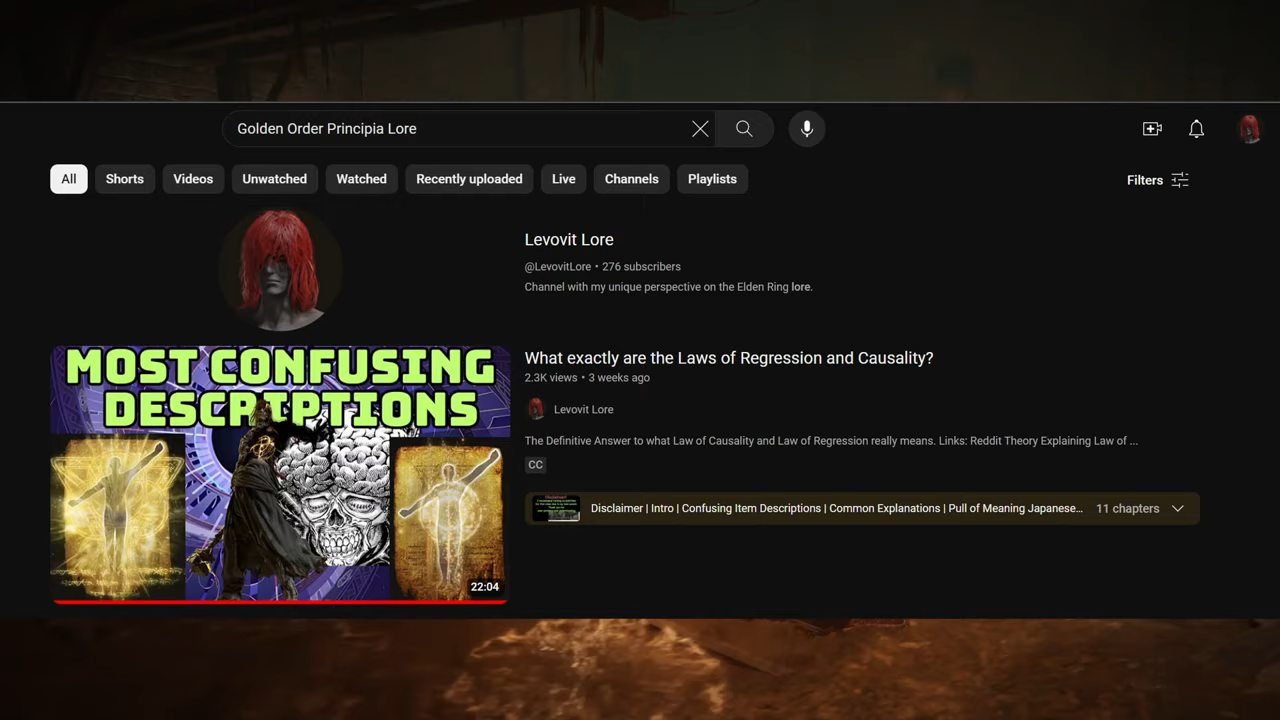 Golden Order Principia Lore
All
Shorts
Videos
Unwatched
Watched
Recently uploaded
Live
Channels
Playlists
Filters
Levovit Lore
@LevovitLore • 276 subscribers
Channel with my unique perspective on the Elden Ring lore.
MOST CONFUSING
DESCRIPTIONS
22:04
What exactly are the Laws of Regression and Causality?
2.3K views • 3 weeks ago
Levovit Lore
The Definitive Answer to what Law of Causality and Law of Regression really means. Links: Reddit Theory Explaining Law of ...
CC
Disclaimer | Intro | Confusing Item Descriptions | Common Explanations | Pull of Meaning Japanese...
11 chapters